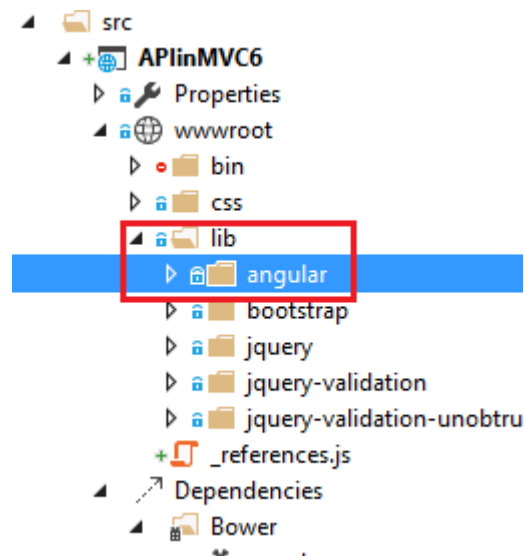 src
APIinMVC6
Properties
wwwroot
bin
css
lib
angular
bootstrap
jquery
jquery-validation
jquery-validation-unobtru
_references.js
Dependencies
Bower